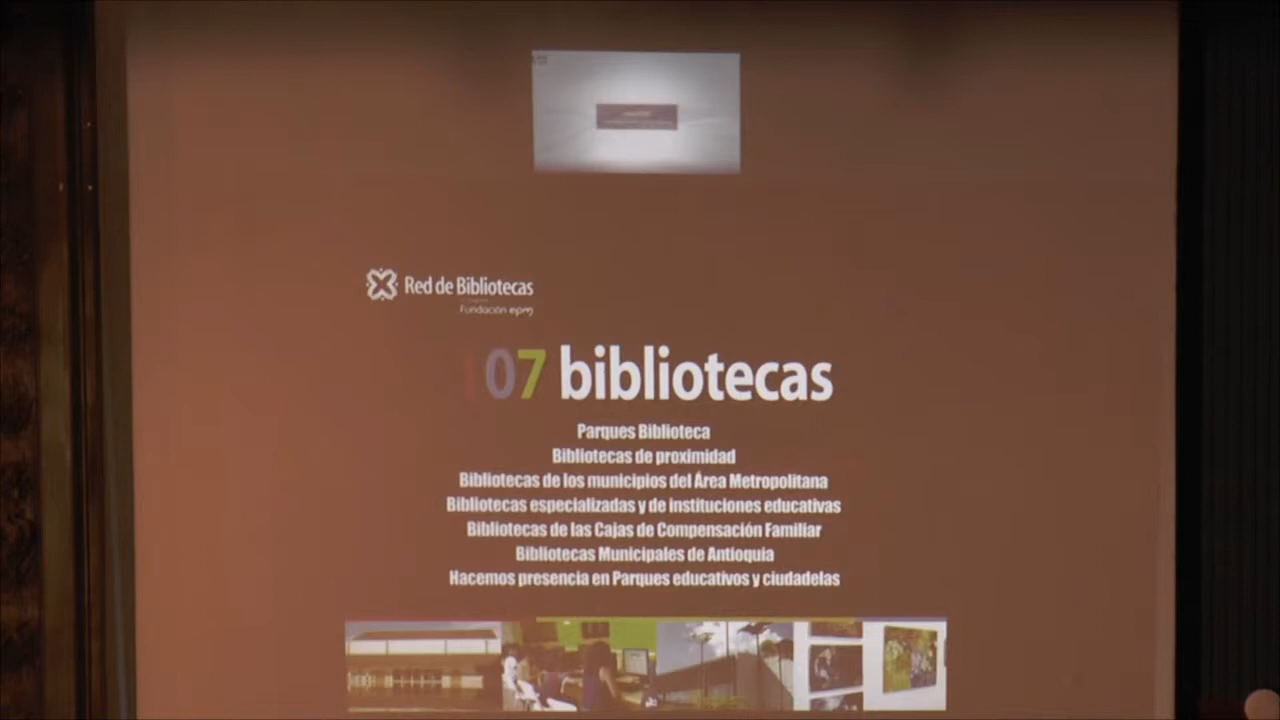 Red de Bibliotecas
Fundación epm
107 bibliotecas
Parques Biblioteca
Bibliotecas de proximidad
Bibliotecas de los municipios del Área Metropolitana
Bibliotecas especializadas y de instituciones educativas
Bibliotecas de las Cajas de Compensación Familiar
Bibliotecas Municipales de Antioquia
Hacemos presencia en Parques educativos y ciudadelas